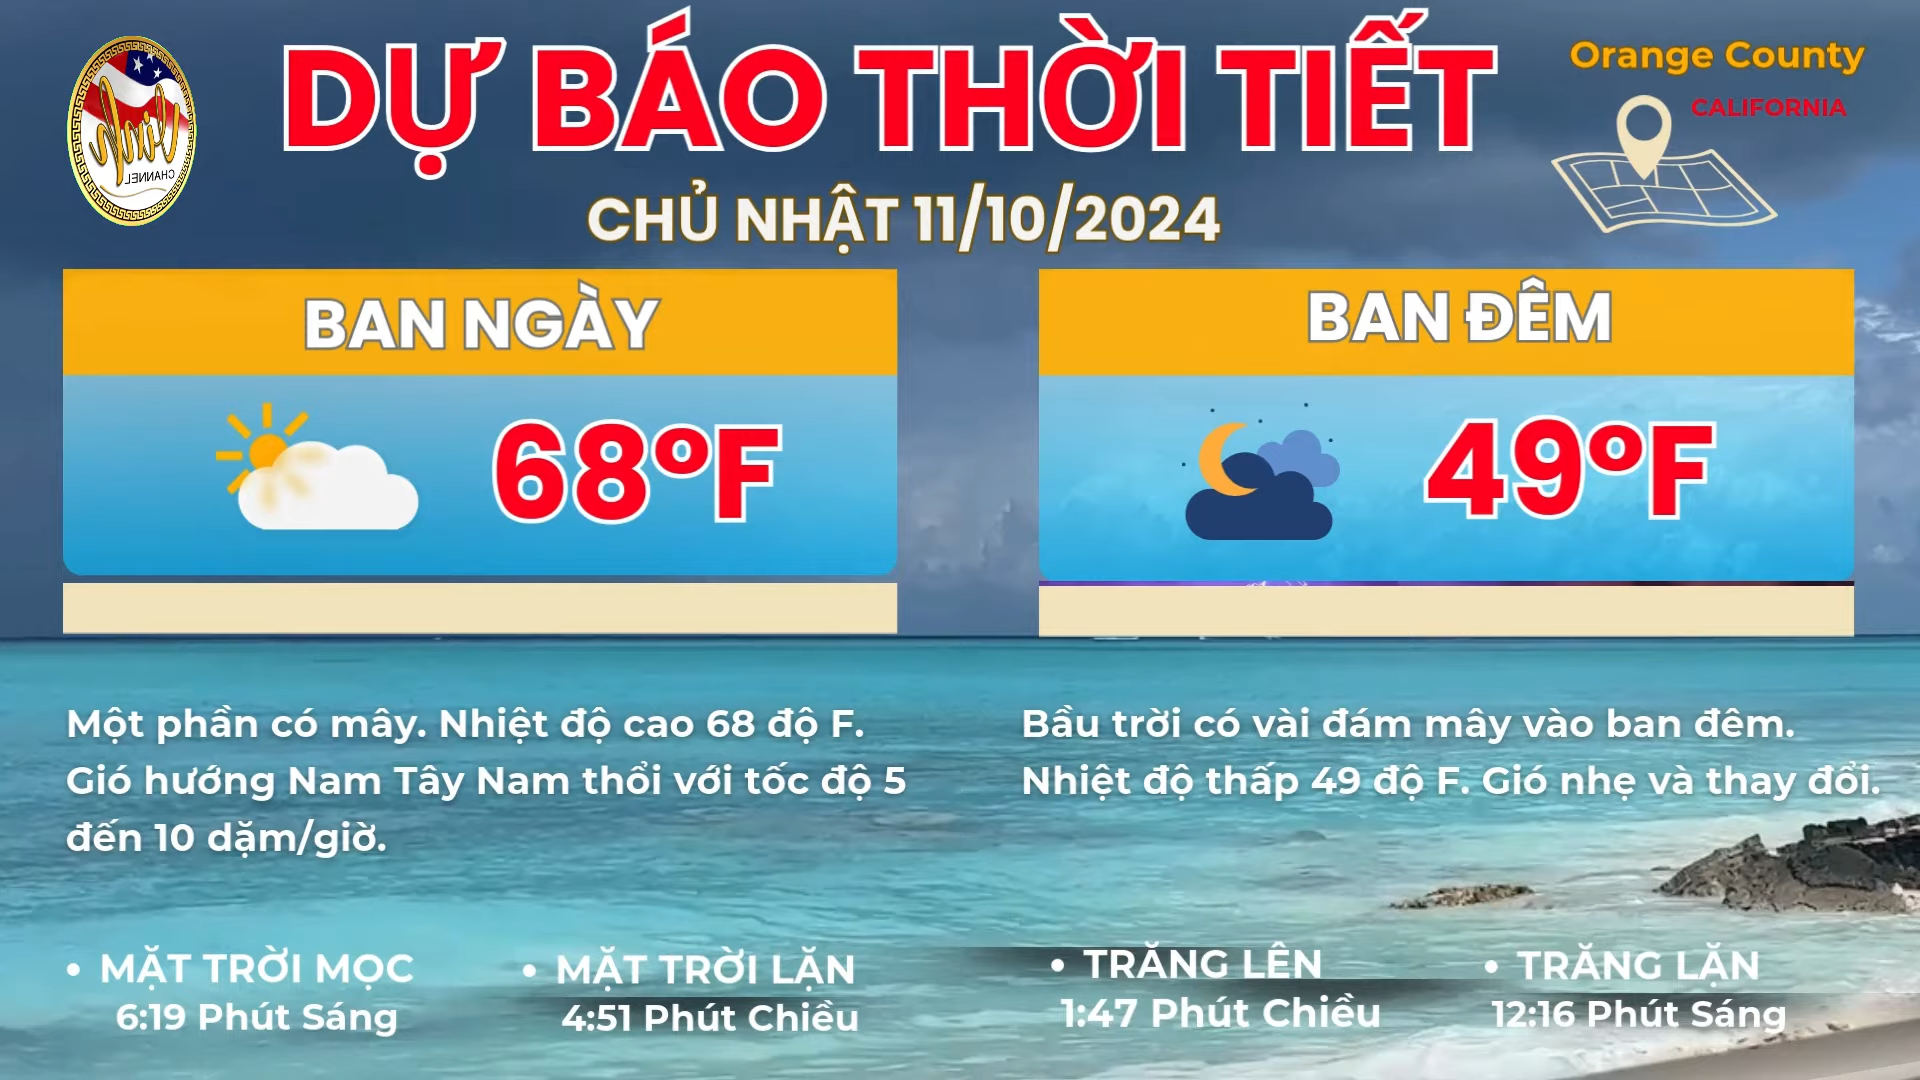 DỰ BÁO THỜI TIẾT
Orange County
CALIFORNIA
CHANNEL
CHỦ NHẬT 11/10/2024
BAN NGÀY
68°F
BAN ĐÊM
49°F
Một phần có mây. Nhiệt độ cao 68 độ F.
Gió hướng Nam Tây Nam thổi với tốc độ 5
đến 10 dặm/giờ.
Bầu trời có vài đám mây vào ban đêm.
Nhiệt độ thấp 49 độ F. Gió nhẹ và thay đổi.
• MẶT TRỜI MỌC
6:19 Phút Sáng
• MẶT TRỜI LẶN
4:51 Phút Chiều
• TRĂNG LÊN
1:47 Phút Chiều
• TRĂNG LẶN
12:16 Phút Sáng